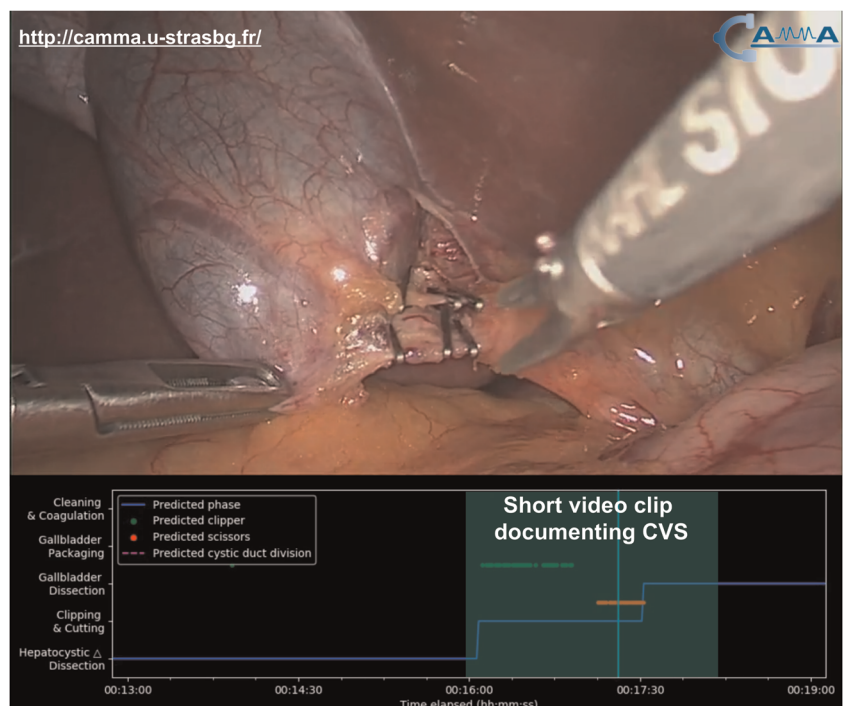 http://camma.u-strasbg.fr/
CAMMA
Short video clip
documenting CVS
Predicted phase
Predicted clipper
Predicted scissors
Predicted cystic duct division
Cleaning
& Coagulation
Gallbladder
Packaging
Gallbladder
Dissection
Clipping
& Cutting
Hepatocystic △
Dissection
00:13:00 00:14:30 00:16:00 00:17:30 00:19:00
Time elapsed (hh:mm:ss)